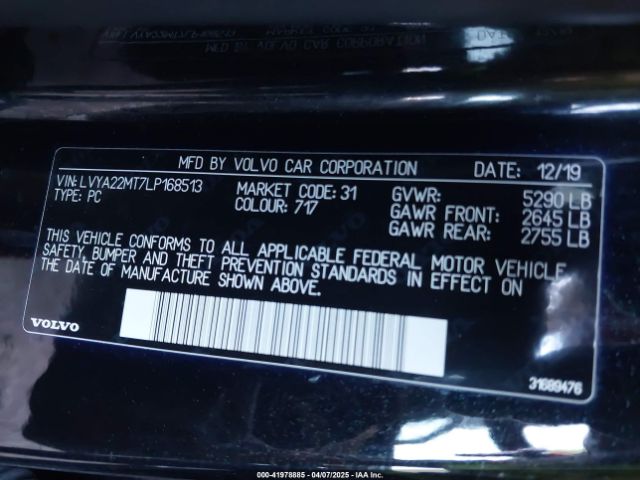 MFD BY VOLVO CAR CORPORATION DATE: 12/19
VIN: LVYA22MT7LP168513 MARKET CODE: 31 GVWR: 5290 LB
TYPE: PC COLOUR: 717 GAWR FRONT: 2645 LB
GAWR REAR: 2755 LB
THIS VEHICLE CONFORMS TO ALL APPLICABLE FEDERAL MOTOR VEHICLE
SAFETY, BUMPER AND THEFT PREVENTION STANDARDS IN EFFECT ON
THE DATE OF MANUFACTURE SHOWN ABOVE.
VOLVO
31689476
000-41978885 - 04/07/2025 - IAA Inc.